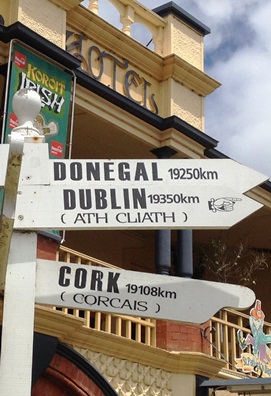 HOTEL
KOROIT
IRISH
DONEGAL 19250km
DUBLIN 19350km
( ATH CLIATH )
CORK 19108km
( CORCAIS )